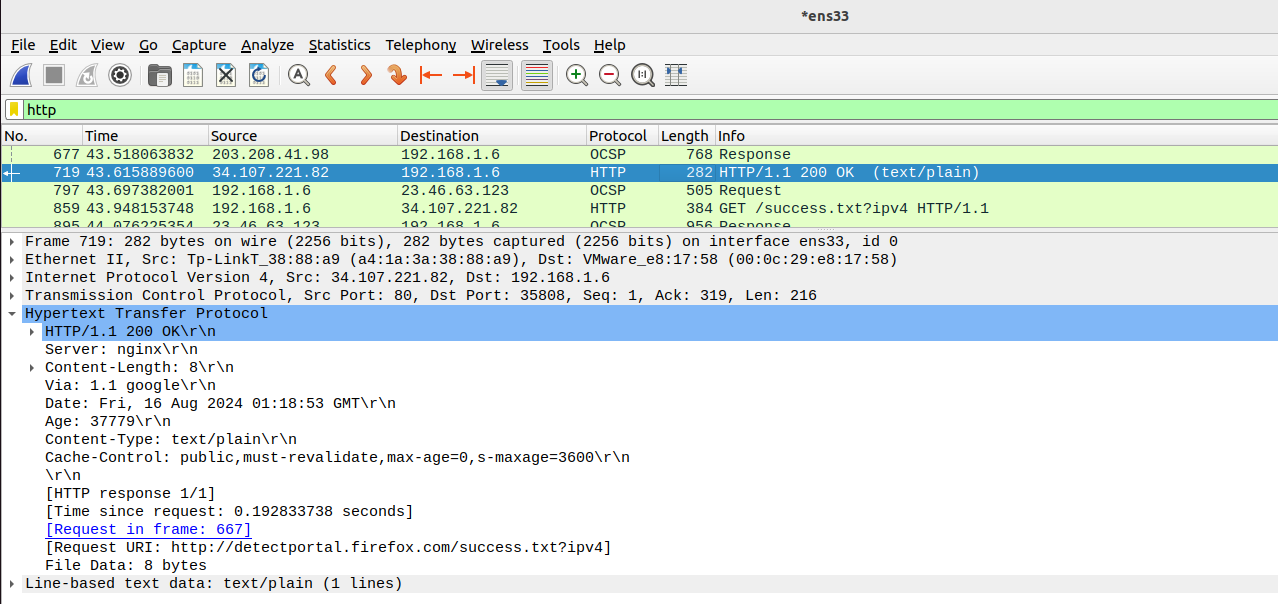 *ens33
File Edit View Go Capture Analyze Statistics Telephony Wireless Tools Help
http
No. Time Source Destination Protocol Length Info
677 43.518063832 203.208.41.98 192.168.1.6 OCSP 768 Response
719 43.615889600 34.107.221.82 192.168.1.6 HTTP 282 HTTP/1.1 200 OK (text/plain)
797 43.697382001 192.168.1.6 23.46.63.123 OCSP 505 Request
859 43.948153748 192.168.1.6 34.107.221.82 HTTP 384 GET /success.txt?ipv4 HTTP/1.1
895 44.076225354 23.46.63.123 192.168.1.6 OCSP 956 Response
Frame 719: 282 bytes on wire (2256 bits), 282 bytes captured (2256 bits) on interface ens33, id 0
Ethernet II, Src: Tp-LinkT_38:88:a9 (a4:1a:3a:38:88:a9), Dst: VMware_e8:17:58 (00:0c:29:e8:17:58)
Internet Protocol Version 4, Src: 34.107.221.82, Dst: 192.168.1.6
Transmission Control Protocol, Src Port: 80, Dst Port: 35808, Seq: 1, Ack: 319, Len: 216
Hypertext Transfer Protocol
HTTP/1.1 200 OK\r\n
Server: nginx\r\n
Content-Length: 8\r\n
Via: 1.1 google\r\n
Date: Fri, 16 Aug 2024 01:18:53 GMT\r\n
Age: 37779\r\n
Content-Type: text/plain\r\n
Cache-Control: public,must-revalidate,max-age=0,s-maxage=3600\r\n
\r\n
[HTTP response 1/1]
[Time since request: 0.192833738 seconds]
[Request in frame: 667]
[Request URI: http://detectportal.firefox.com/success.txt?ipv4]
File Data: 8 bytes
Line-based text data: text/plain (1 lines)